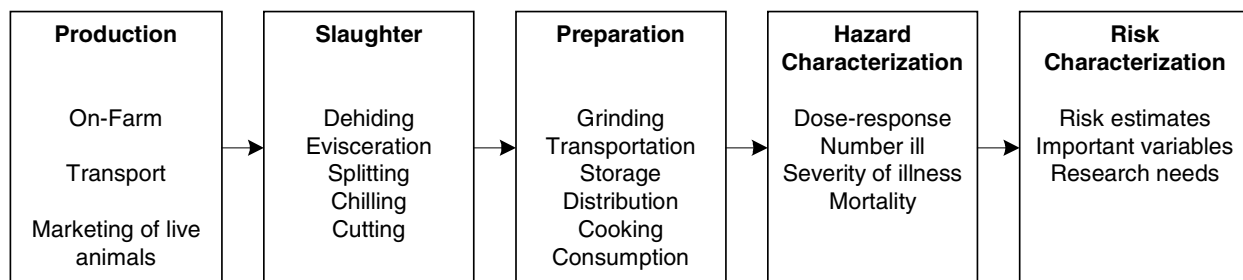 Production
On-Farm
Transport
Marketing of live
animals
Slaughter
Dehiding
Evisceration
Splitting
Chilling
Cutting
Preparation
Grinding
Transportation
Storage
Distribution
Cooking
Consumption
Hazard
Characterization
Dose-response
Number ill
Severity of illness
Mortality
Risk
Characterization
Risk estimates
Important variables
Research needs